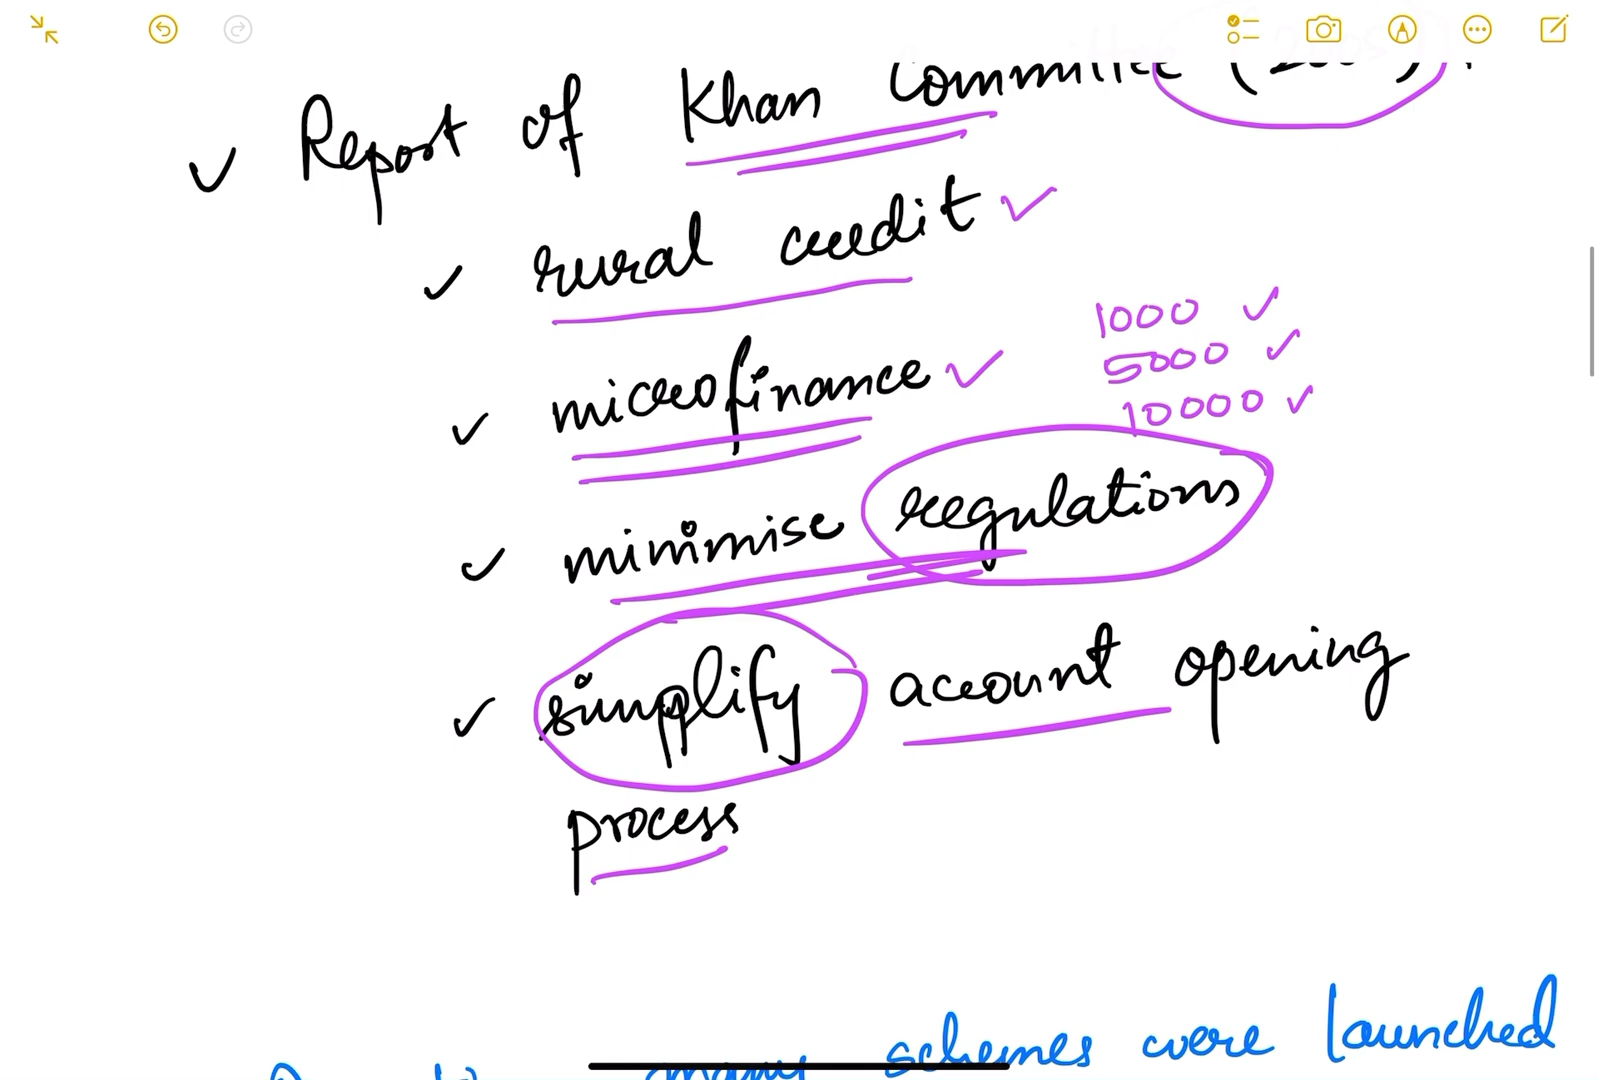 Report of Khan Committee
rural credit
microfinance
1000
5000
10000
minimise regulations
simplify account opening
process
many schemes were launched